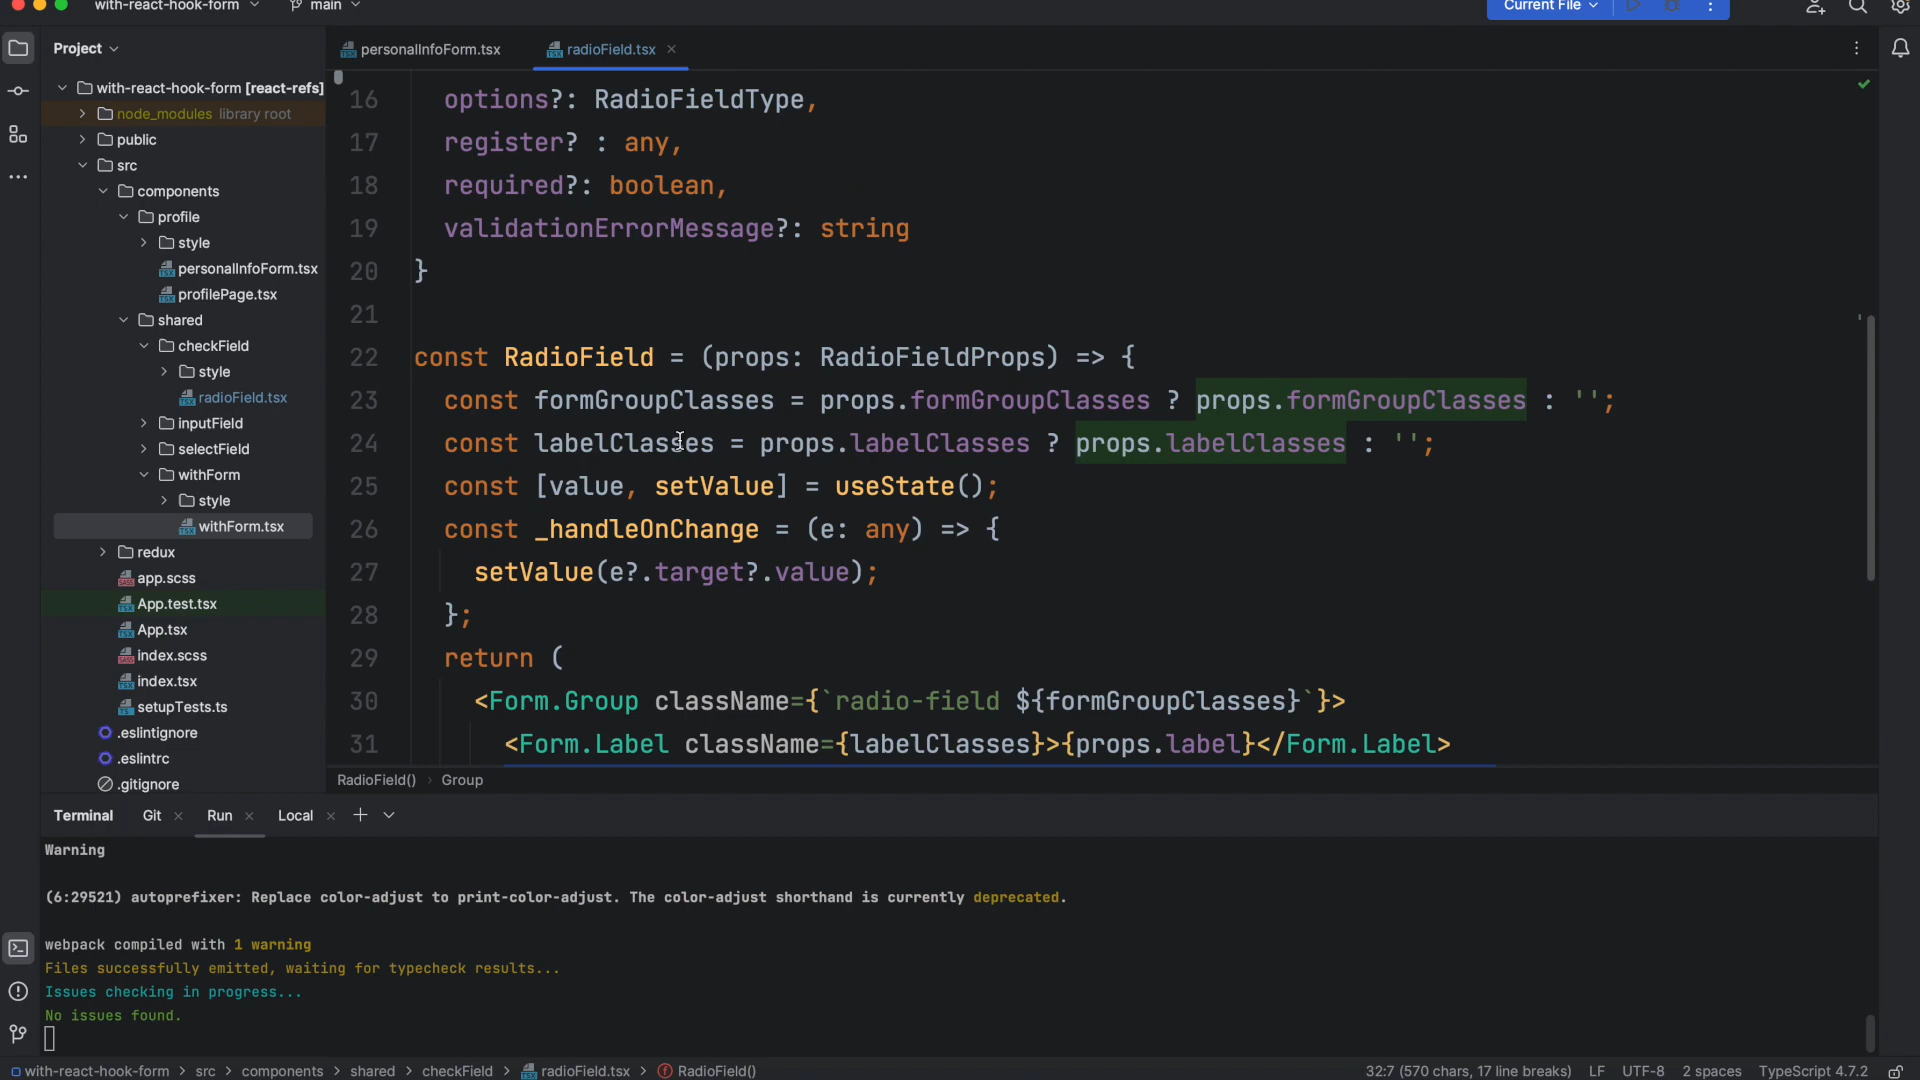 with-react-hook-form
main
Current File
Project
personalInfoForm.tsx
radioField.tsx
with-react-hook-form [react-refs]
node_modules library root
public
src
components
profile
style
personalInfoForm.tsx
profilePage.tsx
shared
checkField
style
radioField.tsx
inputField
selectField
withForm
style
withForm.tsx
redux
app.scss
App.test.tsx
App.tsx
index.scss
index.tsx
setupTests.ts
.eslintignore
.eslintrc
.gitignore
16 options?: RadioFieldType,
17 register? : any,
18 required?: boolean,
19 validationErrorMessage?: string
20 }
21
22 const RadioField = (props: RadioFieldProps) => {
23 const formGroupClasses = props.formGroupClasses ? props.formGroupClasses : '';
24 const labelClasses = props.labelClasses ? props.labelClasses : '';
25 const [value, setValue] = useState();
26 const _handleOnChange = (e: any) => {
27 setValue(e?.target?.value);
28 };
29 return (
30 <Form.Group className={`radio-field ${formGroupClasses}`}>
31 <Form.Label className={labelClasses}>{props.label}</Form.Label>
RadioField() › Group
Terminal
Git
Run
Local
Warning
(6:29521) autoprefixer: Replace color-adjust to print-color-adjust. The color-adjust shorthand is currently deprecated.
webpack compiled with 1 warning
Files successfully emitted, waiting for typecheck results...
Issues checking in progress...
No issues found.
with-react-hook-form › src › components › shared › checkField › radioField.tsx › RadioField()
32:7 (570 chars, 17 line breaks) LF UTF-8 2 spaces TypeScript 4.7.2